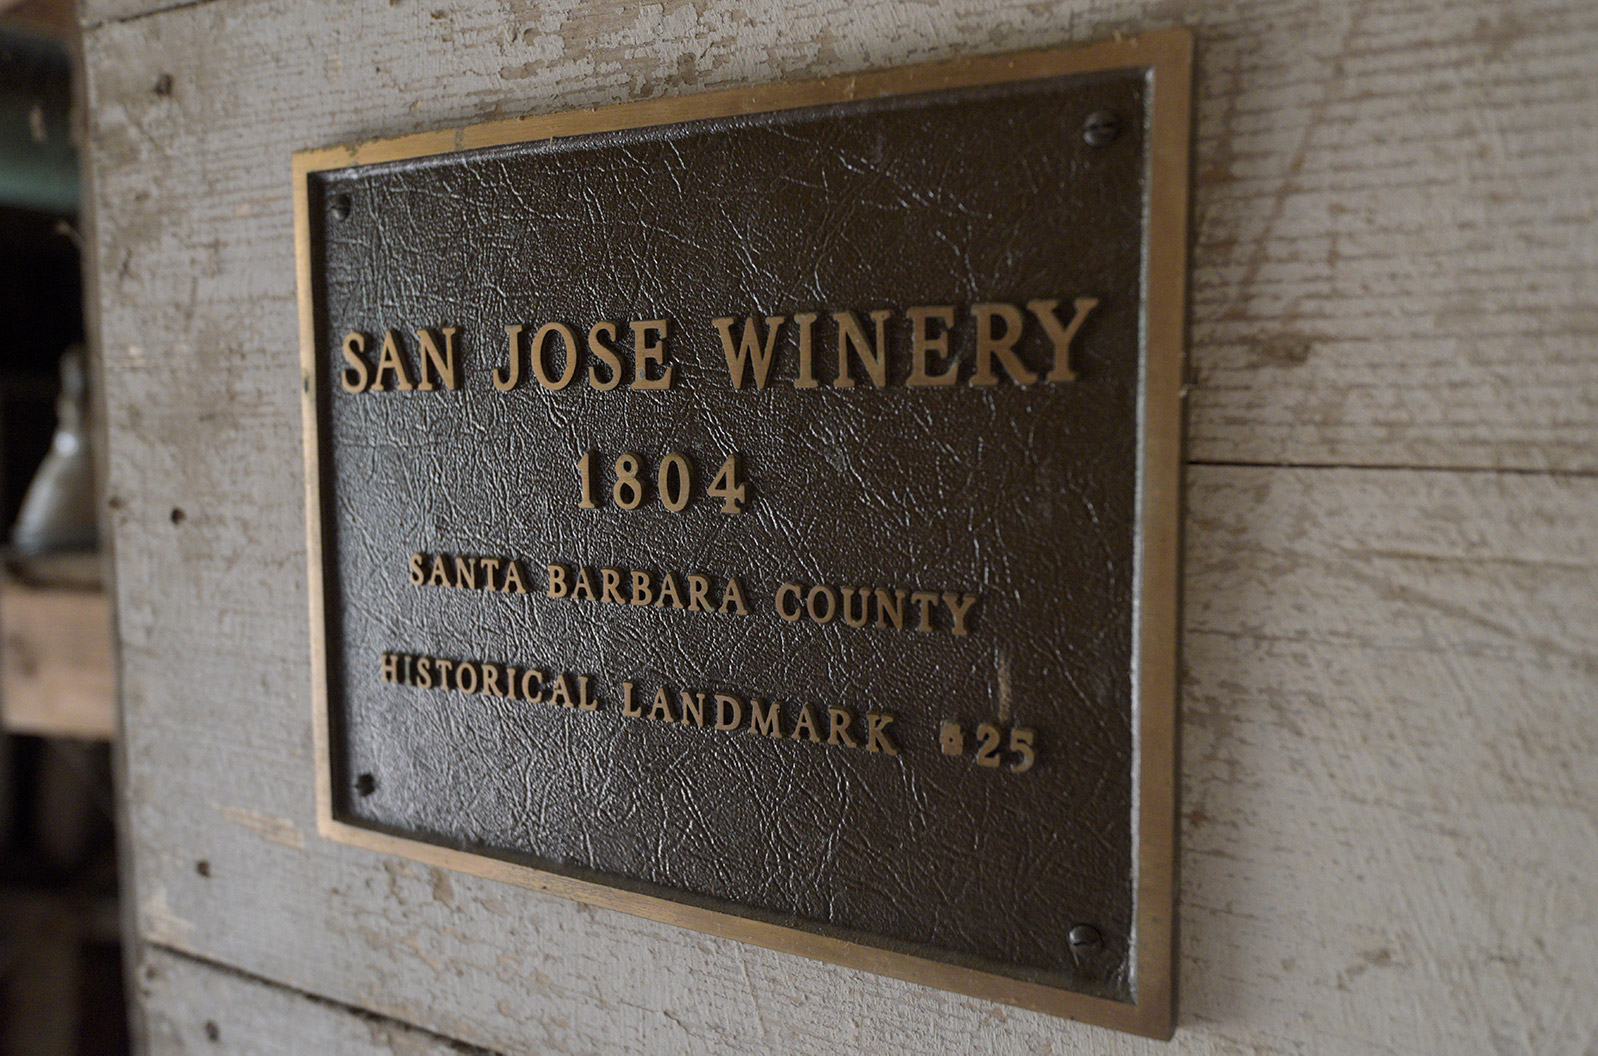 SAN JOSE WINERY
1804
SANTA BARBARA COUNTY
HISTORICAL LANDMARK #25